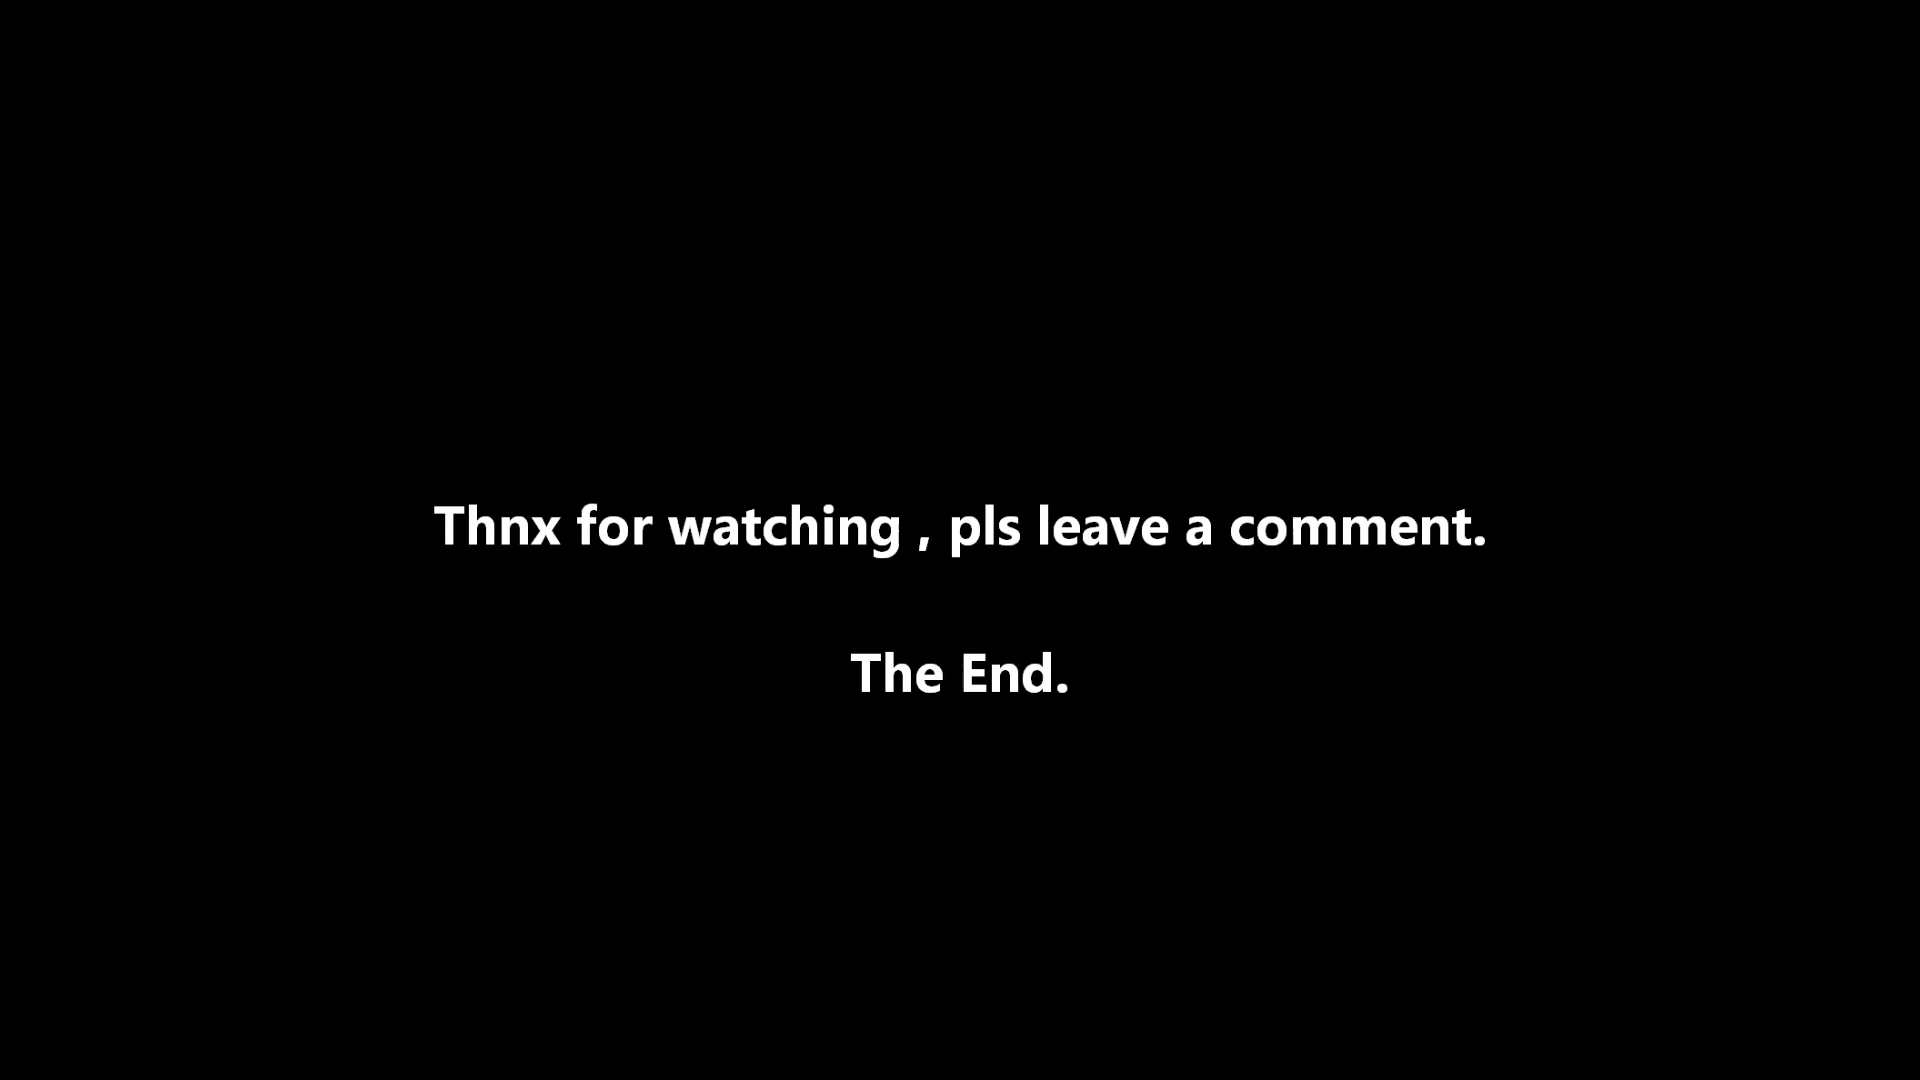 Thnx for watching , pls leave a comment.
The End.